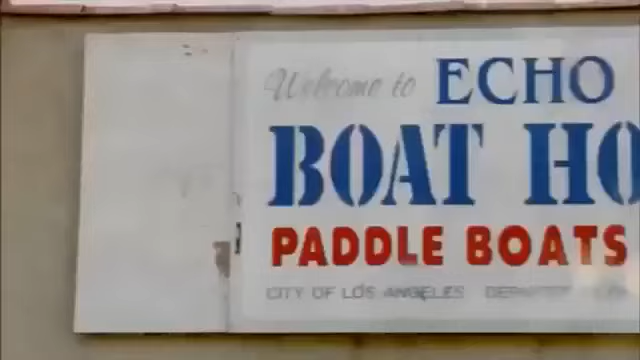 Welcome to ECHO
BOAT HO
PADDLE BOATS
CITY OF LOS ANGELES